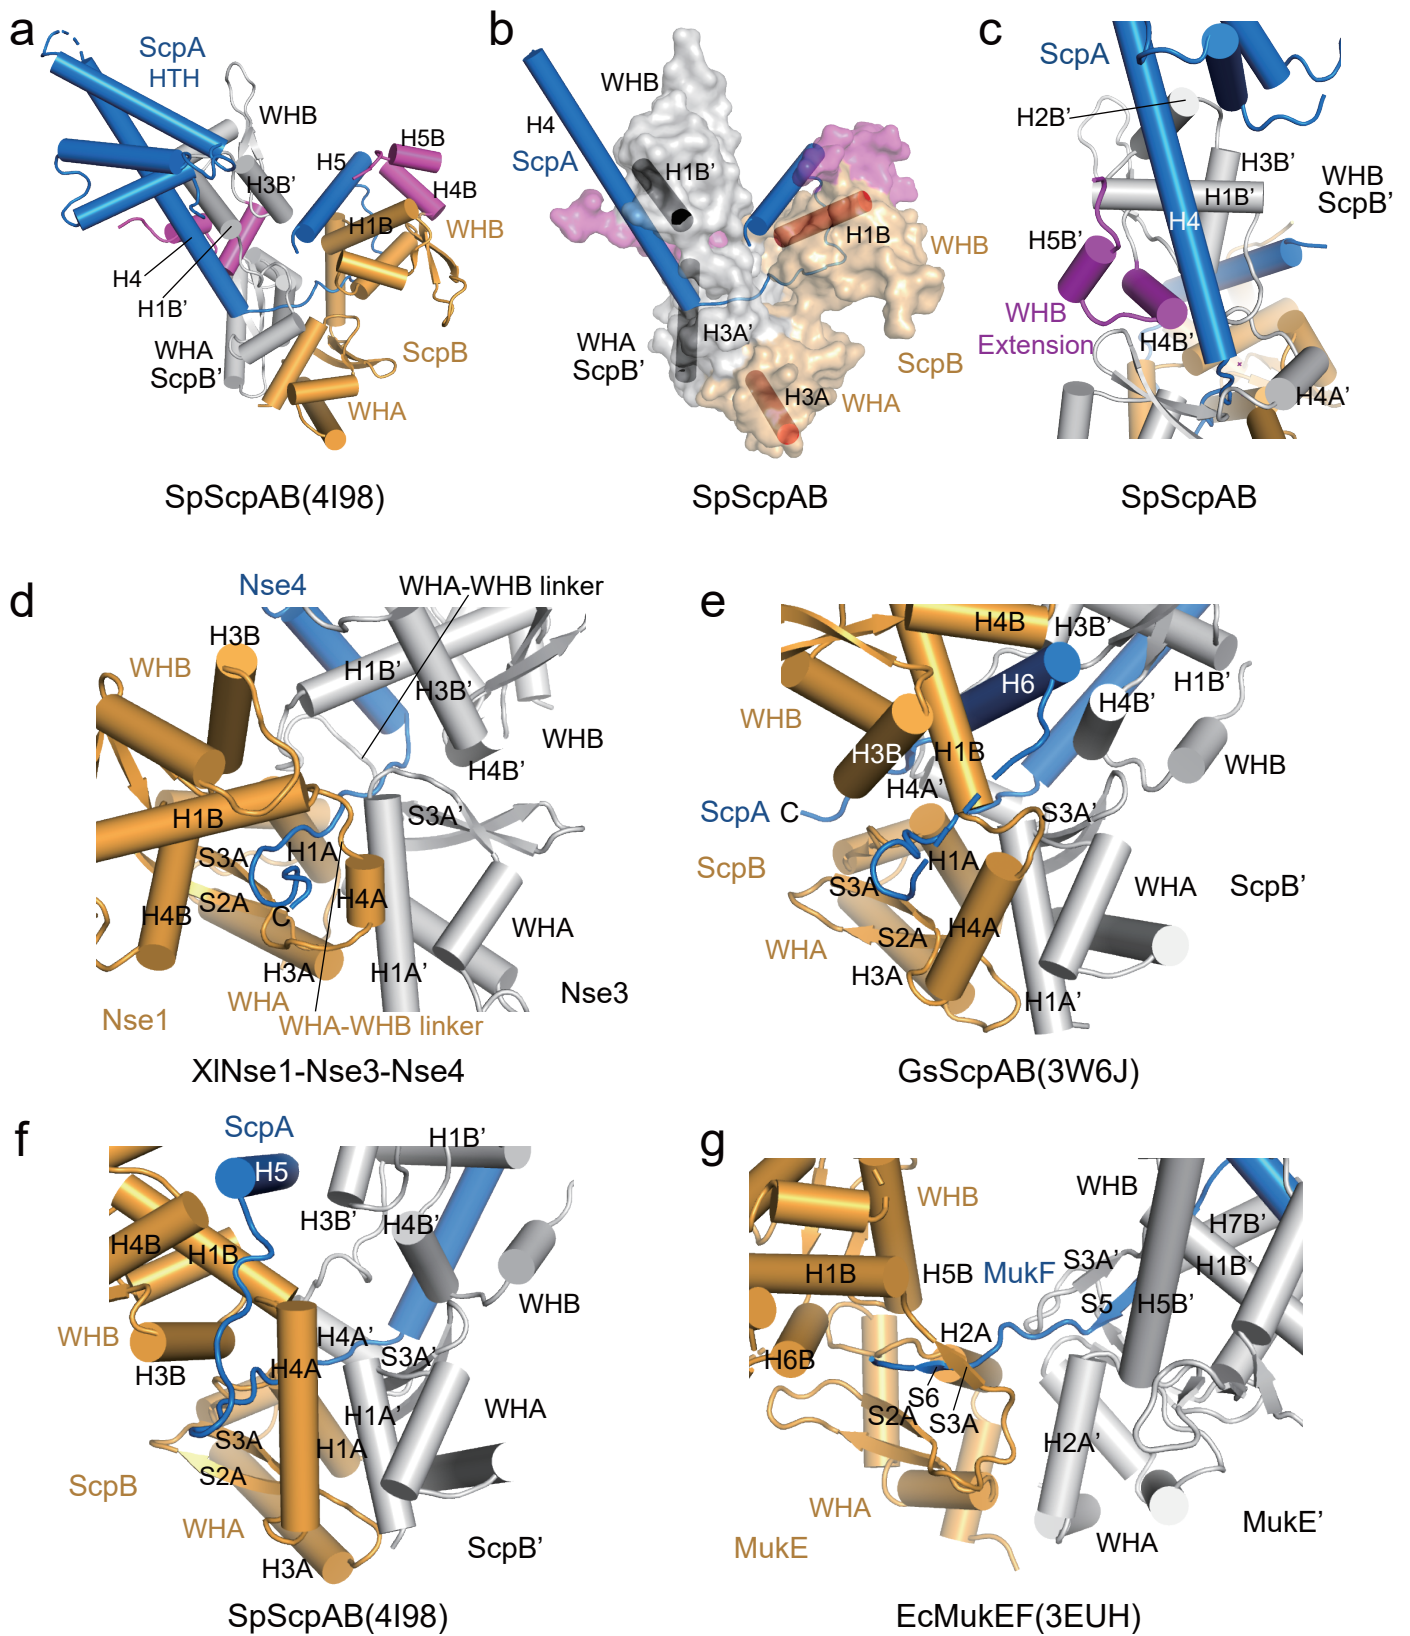 a
ScpA
HTH
WHB
H5
H5B
H3B'
H4B
H1B
WHB
H4
H1B'
WHA
ScpB'
ScpB
WHA
SpScpAB(4I98)
b
WHB
H4
ScpA
H1B'
H1B
WHB
WHA
ScpB'
H3A'
ScpB
H3A
WHA
SpScpAB
c
ScpA
H2B'
H3B'
WHB
ScpB'
H1B'
H4
H5B'
WHB
Extension
H4B'
H4A'
SpScpAB
d
Nse4
WHA-WHB linker
H3B
WHB
H1B'
H3B'
WHB
H4B'
H1B
S3A'
S3A
H1A
S2A
C
H4A
H4B
WHA
H3A
H1A'
WHA
Nse3
Nse1
WHA-WHB linker
XlNse1-Nse3-Nse4
e
H4B
H3B'
H6
H1B'
WHB
H4B'
H3B
H1B
WHB
H4A'
ScpA C
S3A'
ScpB
H1A
S3A
WHA
ScpB'
S2A
H4A
WHA
H3A
H1A'
GsScpAB(3W6J)
f
ScpA
H1B'
H5
H3B'
H4B'
H4B
H1B
WHB
WHB
H4A'
H3B
H4A
S3A'
H1A'
WHA
S3A
H1A
S2A
ScpB
WHA
ScpB'
H3A
SpScpAB(4I98)
g
WHB
WHB
H7B'
S3A'
H1B'
H1B
H5B
MukF
S5
H5B'
H2A
H6B
S6
S2A
S3A
H2A'
WHA
MukE'
WHA
MukE
EcMukEF(3EUH)